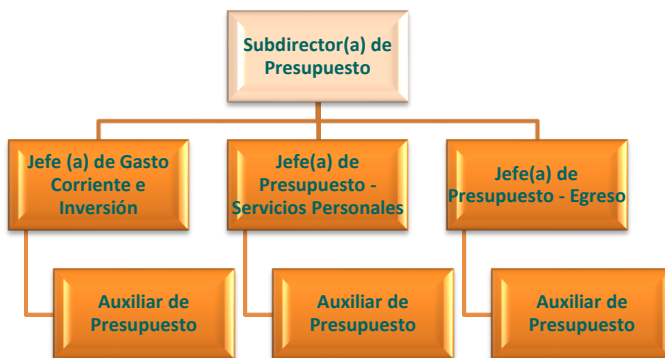 Subdirector(a) de
Presupuesto
Jefe (a) de Gasto
Corriente e
Inversión
Jefe(a) de
Presupuesto -
Servicios Personales
Jefe(a) de
Presupuesto - Egreso
Auxiliar de
Presupuesto
Auxiliar de
Presupuesto
Auxiliar de
Presupuesto